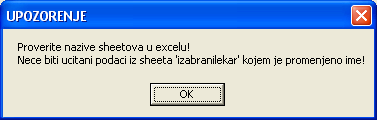 UPOZORENJE
Proverite nazive sheetova u excelu!
Nece biti ucitani podaci iz sheeta 'izabranilekar' kojem je promenjeno ime!
OK